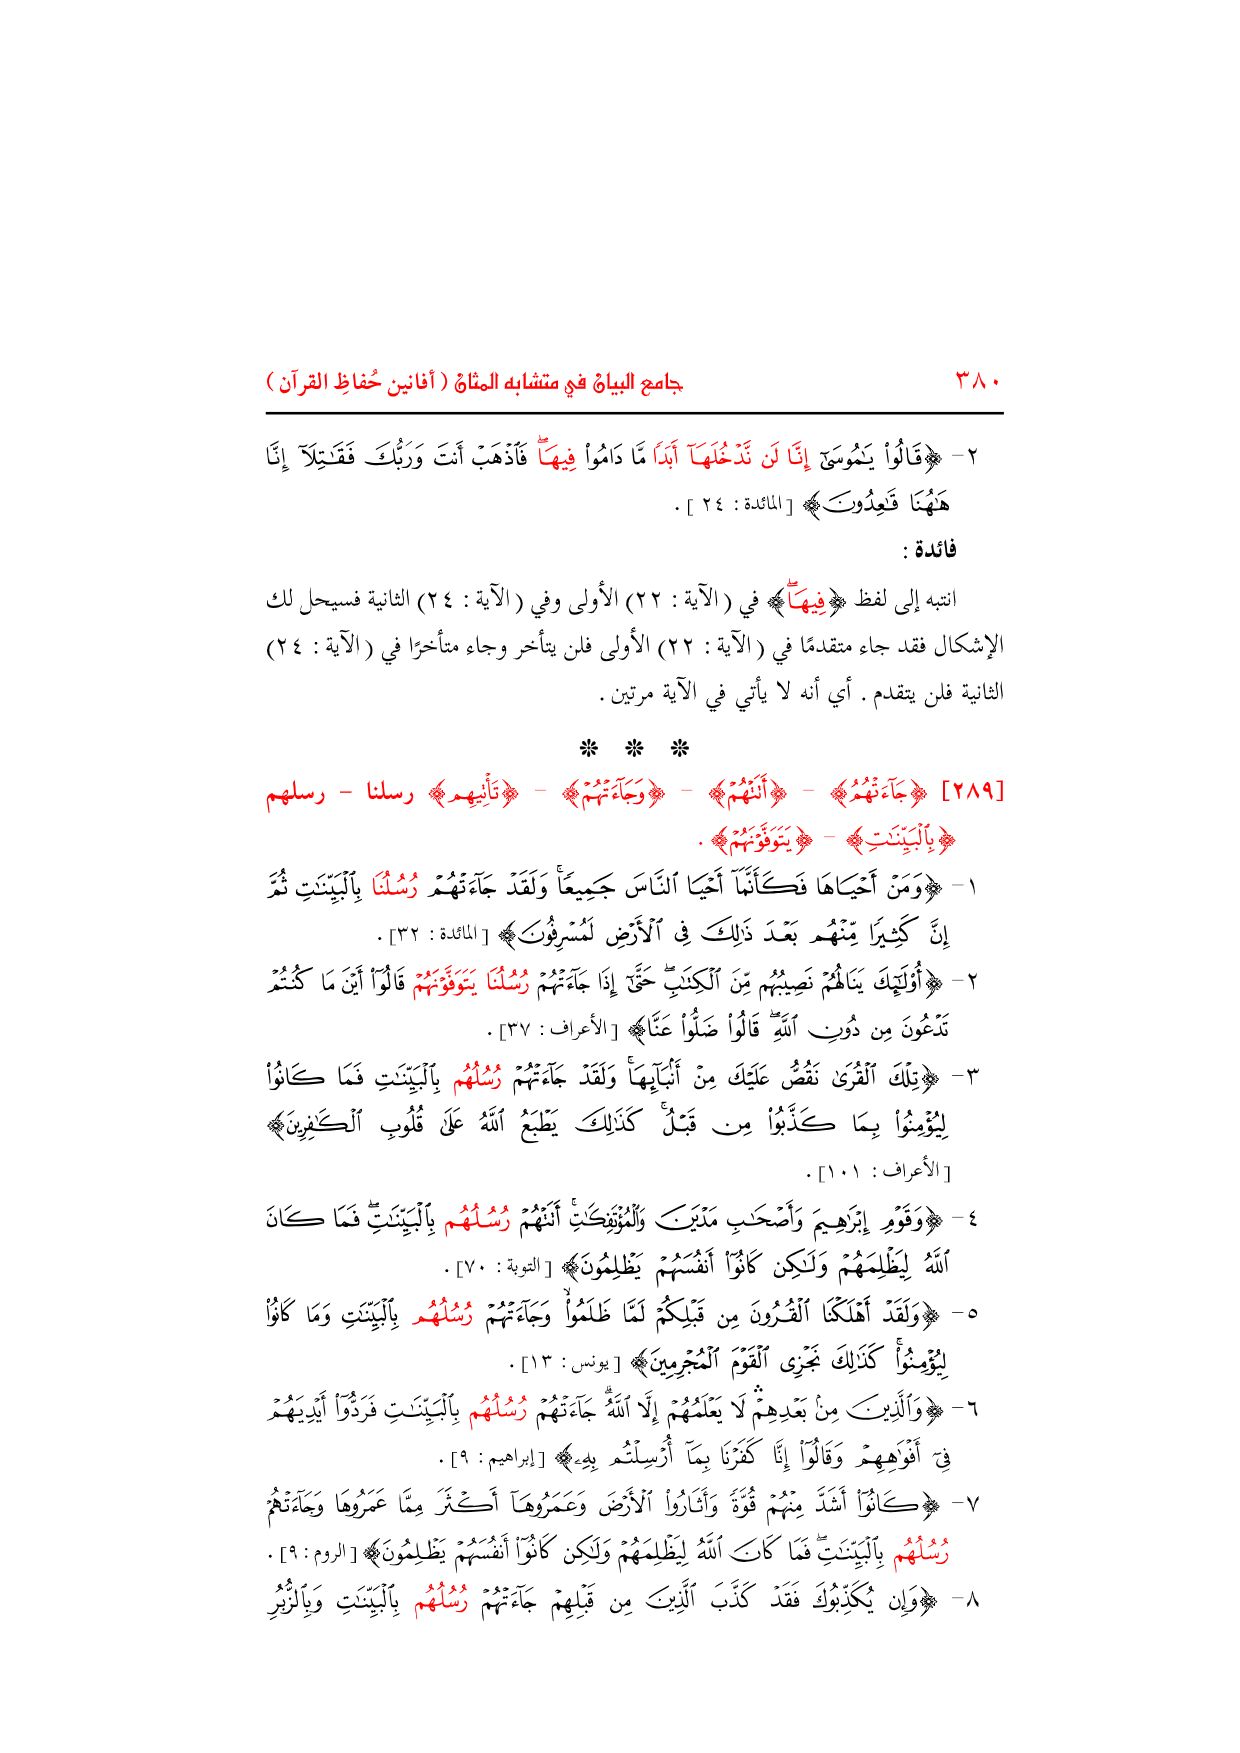 ٣٨٠ جامع البيان في متشابه المثان ( أفانين حُفاظِ القرآن )
٢- ﴿قَالُوا۟ يَـٰمُوسَىٰٓ إِنَّا لَن نَّدْخُلَهَآ أَبَدًا مَّا دَامُوا۟ فِيهَا ۖ فَٱذْهَبْ أَنتَ وَرَبُّكَ فَقَـٰتِلَآ إِنَّا
هَـٰهُنَا قَـٰعِدُونَ﴾ [المائدة : ٢٤ ] .
فائدة :
انتبه إلى لفظ ﴿فِيهَا ۖ﴾ في (الآية : ٢٢) الأولى وفي (الآية : ٢٤) الثانية فسيحل لك
الإشكال فقد جاء متقدمًا في (الآية : ٢٢) الأولى فلن يتأخر وجاء متأخرًا في (الآية : ٢٤)
الثانية فلن يتقدم . أي أنه لا يأتي في الآية مرتين .
❊ ❊ ❊
[٢٨٩] ﴿جَآءَتْهُمُ﴾ - ﴿أَتَتْهُمْ﴾ - ﴿وَجَآءَتْهُمْ﴾ - ﴿تَأْتِيهِم﴾ رسلنا - رسلهم
﴿بِٱلْبَيِّنَـٰتِ﴾ - ﴿يَتَوَفَّوْنَهُمْ﴾ .
١- ﴿وَمَنْ أَحْيَاهَا فَكَأَنَّمَآ أَحْيَا ٱلنَّاسَ جَمِيعًا ۚ وَلَقَدْ جَآءَتْهُمْ رُسُلُنَا بِٱلْبَيِّنَـٰتِ ثُمَّ
إِنَّ كَثِيرًا مِّنْهُم بَعْدَ ذَٰلِكَ فِى ٱلْأَرْضِ لَمُسْرِفُونَ﴾ [المائدة : ٣٢] .
٢- ﴿أُو۟لَـٰٓئِكَ يَنَالُهُمْ نَصِيبُهُم مِّنَ ٱلْكِتَـٰبِ ۖ حَتَّىٰٓ إِذَا جَآءَتْهُمْ رُسُلُنَا يَتَوَفَّوْنَهُمْ قَالُوٓا۟ أَيْنَ مَا كُنتُمْ
تَدْعُونَ مِن دُونِ ٱللَّهِ ۖ قَالُوا۟ ضَلُّوا۟ عَنَّا﴾ [الأعراف : ٣٧] .
٣- ﴿تِلْكَ ٱلْقُرَىٰ نَقُصُّ عَلَيْكَ مِنْ أَنۢبَآئِهَا ۚ وَلَقَدْ جَآءَتْهُمْ رُسُلُهُم بِٱلْبَيِّنَـٰتِ فَمَا كَانُوا۟
لِيُؤْمِنُوا۟ بِمَا كَذَّبُوا۟ مِن قَبْلُ ۚ كَذَٰلِكَ يَطْبَعُ ٱللَّهُ عَلَىٰ قُلُوبِ ٱلْكَـٰفِرِينَ﴾
[الأعراف : ١٠١] .
٤- ﴿وَقَوْمِ إِبْرَٰهِيمَ وَأَصْحَـٰبِ مَدْيَنَ وَٱلْمُؤْتَفِكَـٰتِ ۚ أَتَتْهُمْ رُسُلُهُم بِٱلْبَيِّنَـٰتِ ۖ فَمَا كَانَ
ٱللَّهُ لِيَظْلِمَهُمْ وَلَـٰكِن كَانُوٓا۟ أَنفُسَهُمْ يَظْلِمُونَ﴾ [التوبة : ٧٠] .
٥- ﴿وَلَقَدْ أَهْلَكْنَا ٱلْقُرُونَ مِن قَبْلِكُمْ لَمَّا ظَلَمُوا۟ ۙ وَجَآءَتْهُمْ رُسُلُهُم بِٱلْبَيِّنَـٰتِ وَمَا كَانُوا۟
لِيُؤْمِنُوا۟ ۚ كَذَٰلِكَ نَجْزِى ٱلْقَوْمَ ٱلْمُجْرِمِينَ﴾ [يونس : ١٣] .
٦- ﴿وَٱلَّذِينَ مِنۢ بَعْدِهِمْ ۛ لَا يَعْلَمُهُمْ إِلَّا ٱللَّهُ ۚ جَآءَتْهُمْ رُسُلُهُم بِٱلْبَيِّنَـٰتِ فَرَدُّوٓا۟ أَيْدِيَهُمْ
فِىٓ أَفْوَٰهِهِمْ وَقَالُوٓا۟ إِنَّا كَفَرْنَا بِمَآ أُرْسِلْتُم بِهِۦ﴾ [إبراهيم : ٩] .
٧- ﴿كَانُوٓا۟ أَشَدَّ مِنْهُمْ قُوَّةً وَأَثَارُوا۟ ٱلْأَرْضَ وَعَمَرُوهَآ أَكْثَرَ مِمَّا عَمَرُوهَا وَجَآءَتْهُمْ
رُسُلُهُم بِٱلْبَيِّنَـٰتِ ۖ فَمَا كَانَ ٱللَّهُ لِيَظْلِمَهُمْ وَلَـٰكِن كَانُوٓا۟ أَنفُسَهُمْ يَظْلِمُونَ﴾ [الروم : ٩] .
٨- ﴿وَإِن يُكَذِّبُوكَ فَقَدْ كَذَّبَ ٱلَّذِينَ مِن قَبْلِهِمْ جَآءَتْهُمْ رُسُلُهُم بِٱلْبَيِّنَـٰتِ وَبِٱلزُّبُرِ